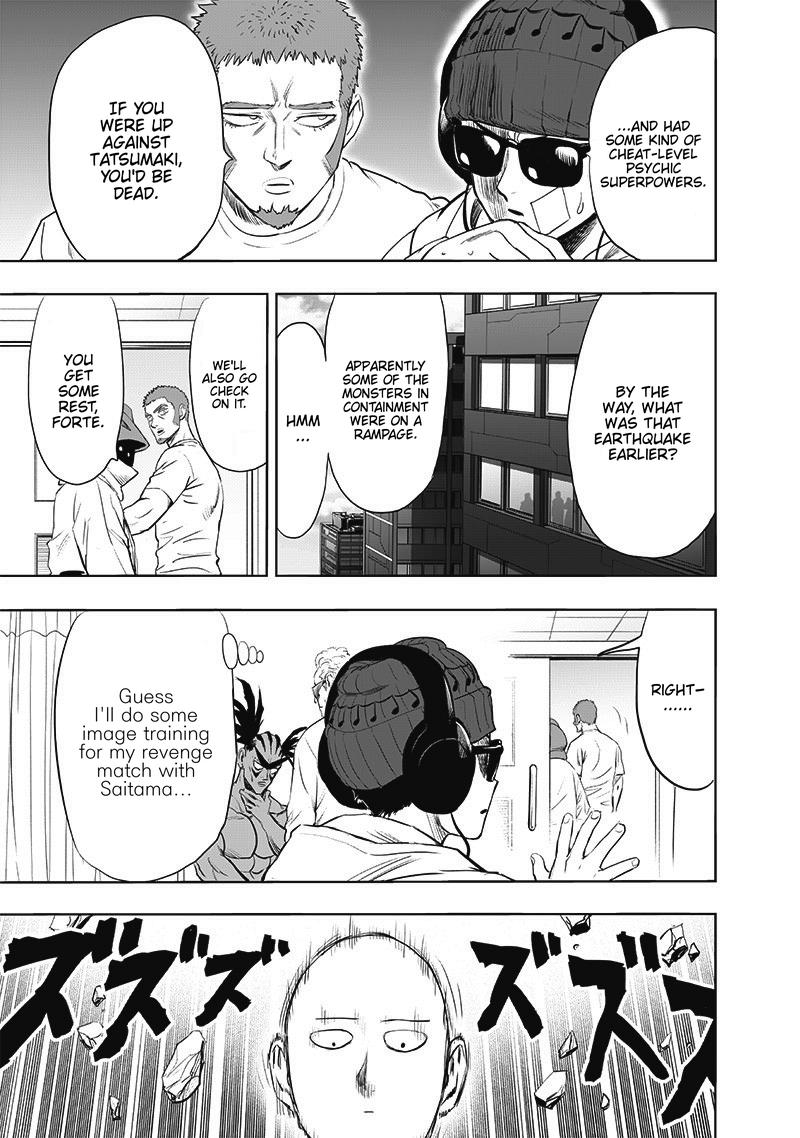 ...AND HAD
SOME KIND OF
CHEAT-LEVEL
PSYCHIC
SUPERPOWERS.
IF YOU
WERE UP
AGAINST
TATSUMAKI,
YOU'D BE
DEAD.
BY THE
WAY, WHAT
WAS THAT
EARTHQUAKE
EARLIER?
APPARENTLY
SOME OF THE
MONSTERS IN
CONTAINMENT
WERE ON A
RAMPAGE.
HMM
...
WE'LL
ALSO GO
CHECK
ON IT.
YOU
GET
SOME
REST,
FORTE.
RIGHT-
......
Guess
I'll do some
image training
for my revenge
match with
Saitama...
ズズズ
ズズズ